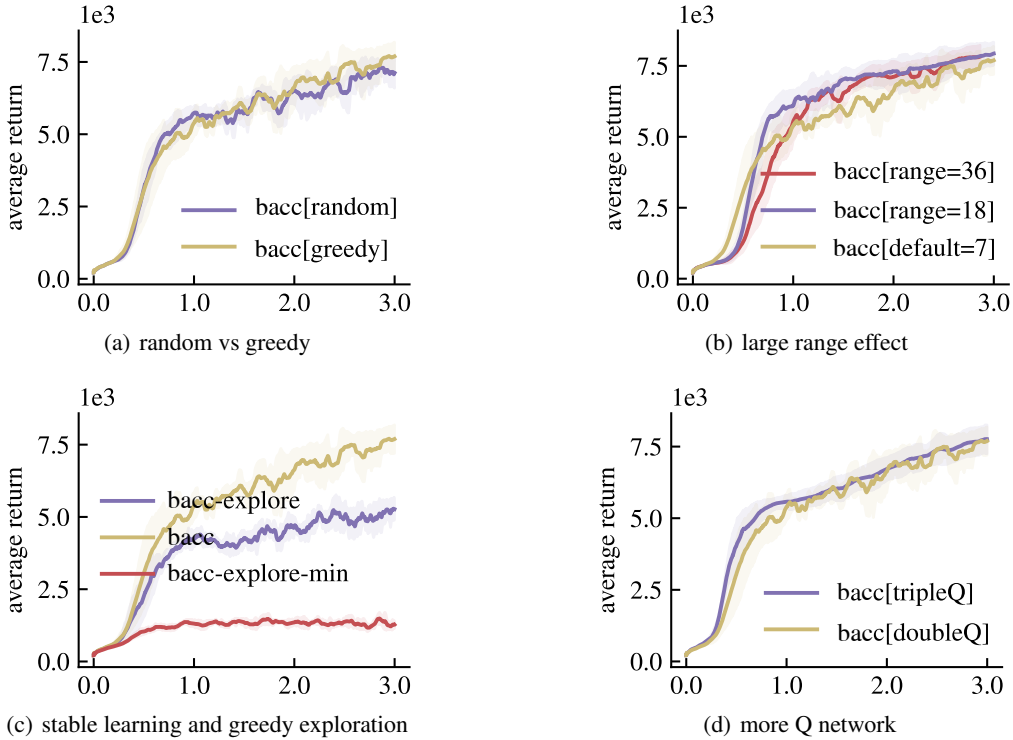 1e3
average return
7.5
5.0
2.5
0.0
bacc[random]
bacc[greedy]
0.0 1.0 2.0 3.0
(a) random vs greedy
1e3
average return
7.5
5.0
2.5
0.0
bacc[range=36]
bacc[range=18]
bacc[default=7]
0.0 1.0 2.0 3.0
(b) large range effect
1e3
average return
7.5
5.0
2.5
0.0
bacc-explore
bacc
bacc-explore-min
0.0 1.0 2.0 3.0
(c) stable learning and greedy exploration
1e3
average return
7.5
5.0
2.5
0.0
bacc[tripleQ]
bacc[doubleQ]
0.0 1.0 2.0 3.0
(d) more Q network